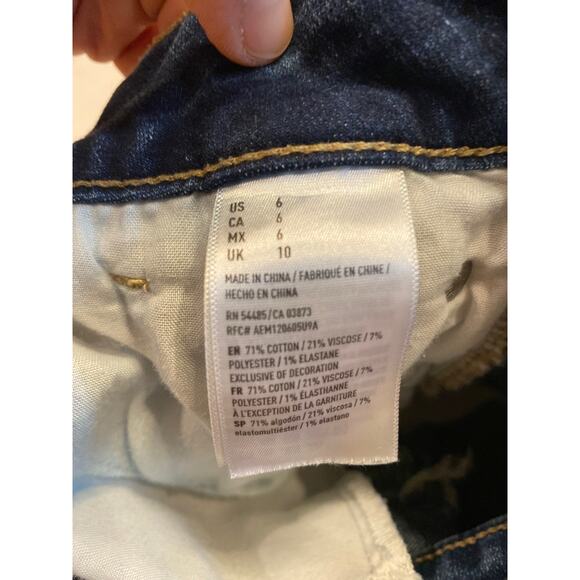 US 6
CA 6
MX 6
UK 10
MADE IN CHINA / FABRIQUÉ EN CHINE /
HECHO EN CHINA
RN 54485/CA 03873
RFC# AEM120605U9A
EN 71% COTTON / 21% VISCOSE / 7%
POLYESTER / 1% ELASTANE
EXCLUSIVE OF DECORATION
FR 71% COTON / 21% VISCOSE / 7%
POLYESTER / 1% ÉLASTHANNE
À L'EXCEPTION DE LA GARNITURE
SP 71% algodón / 21% viscosa / 7%
elastomultiéster / 1% elastano